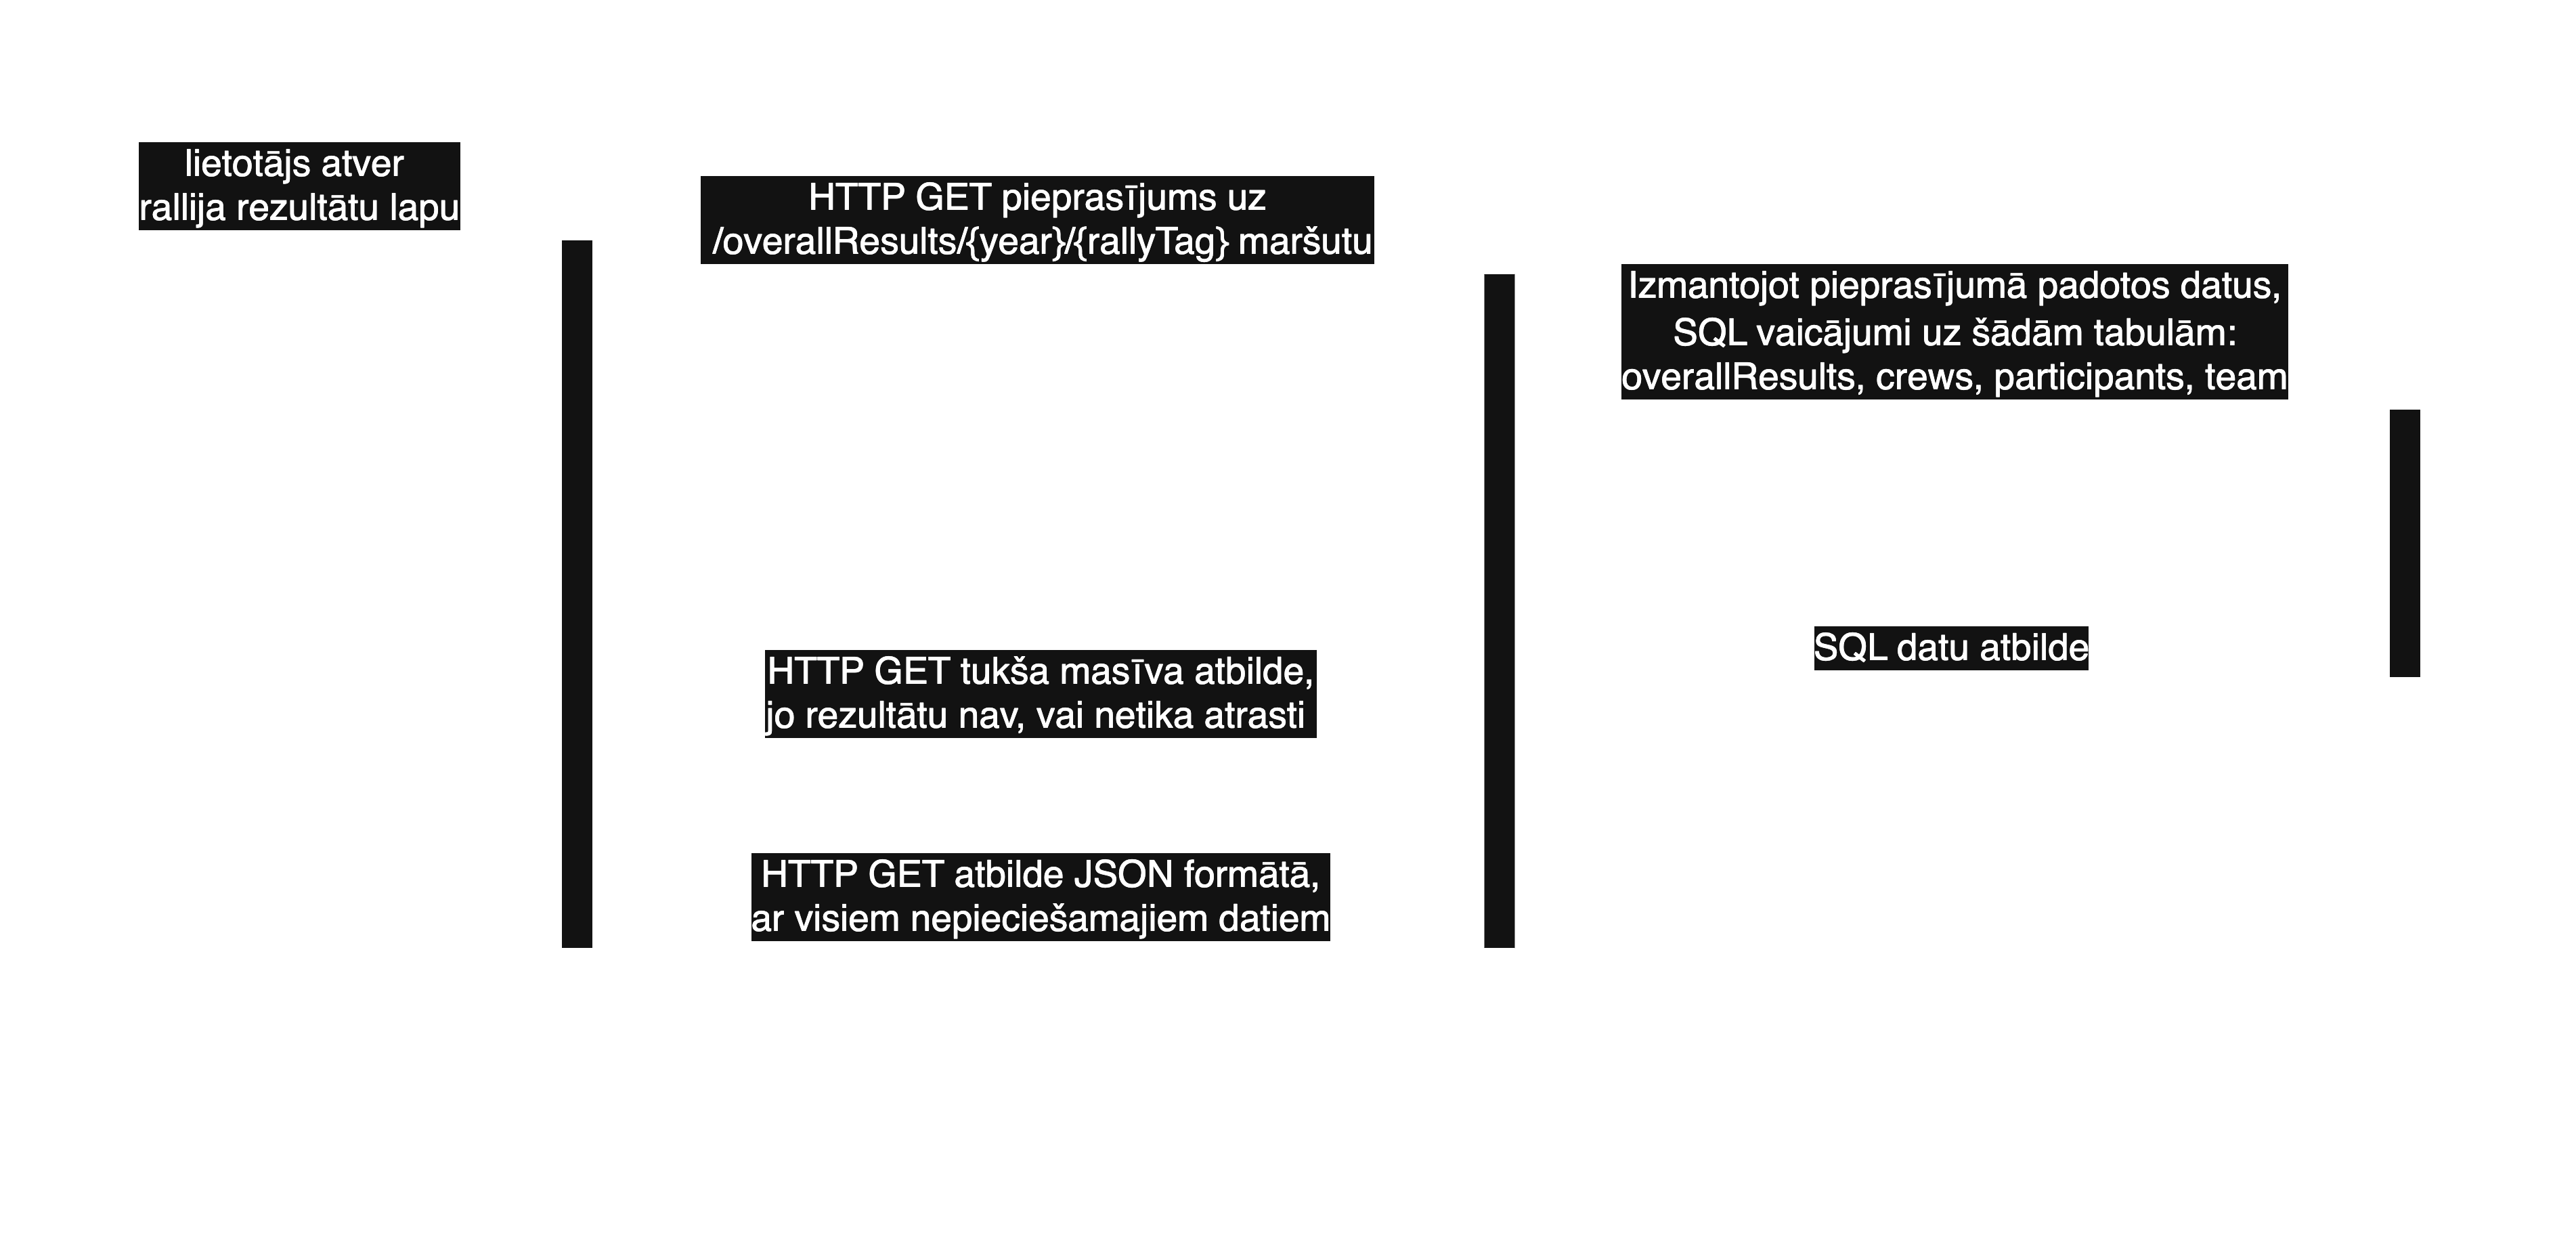 lietotājs atver
rallija rezultātu lapu
HTTP GET pieprasījums uz
/overallResults/{year}/{rallyTag} maršutu
Izmantojot pieprasījumā padotos datus,
SQL vaicājumi uz šādām tabulām:
overallResults, crews, participants, team
SQL datu atbilde
HTTP GET tukša masīva atbilde,
jo rezultātu nav, vai netika atrasti
HTTP GET atbilde JSON formātā,
ar visiem nepieciešamajiem datiem